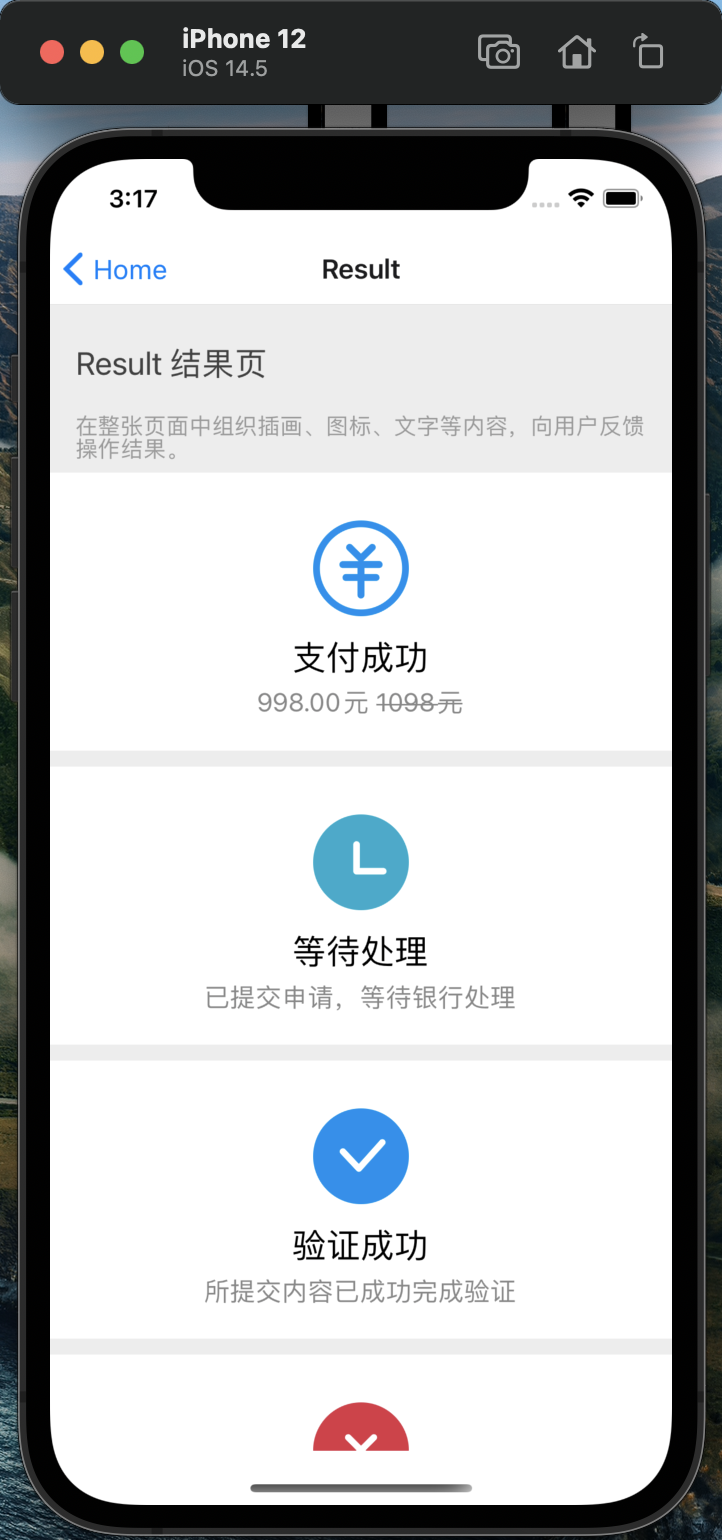 iPhone 12
iOS 14.5
3:17
Home
Result
Result 结果页
在整张页面中组织插画、图标、文字等内容，向用户反馈
操作结果。
支付成功
998.00元 1098元
等待处理
已提交申请，等待银行处理
验证成功
所提交内容已成功完成验证